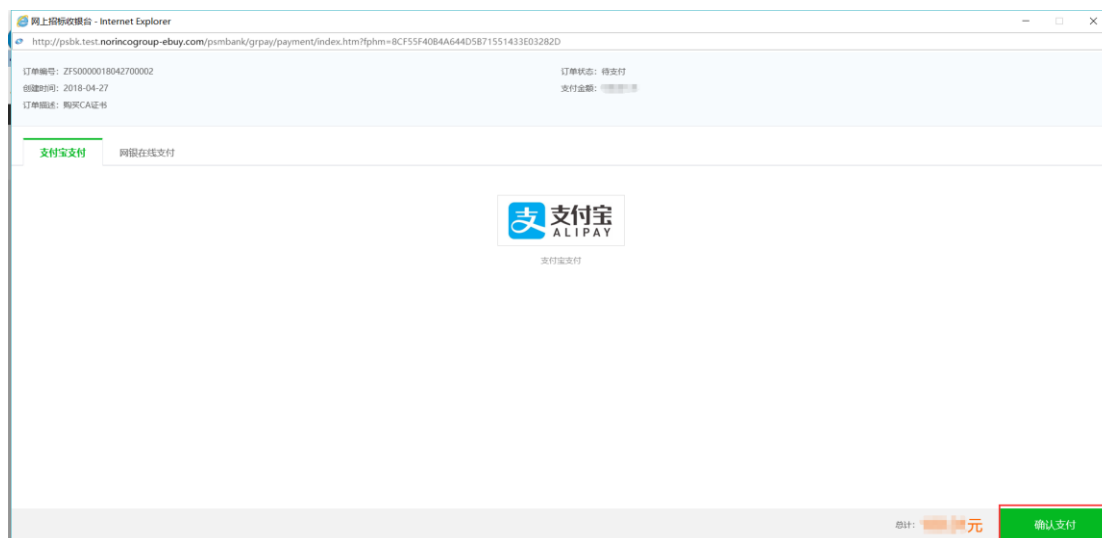 网上招标收银台 - Internet Explorer
http://psbk.test.norincogroup-ebuy.com/psmbank/grpay/payment/index.htm?fphm=8CF55F40B4A644D5B71551433E03282D
订单编号: ZF50000018042700002
订单状态: 待支付
创建时间: 2018-04-27
支付金额:
订单描述: 购买CA证书
支付宝支付 网银在线支付
支 支付宝
ALIPAY
支付宝支付
总计: 元 确认支付